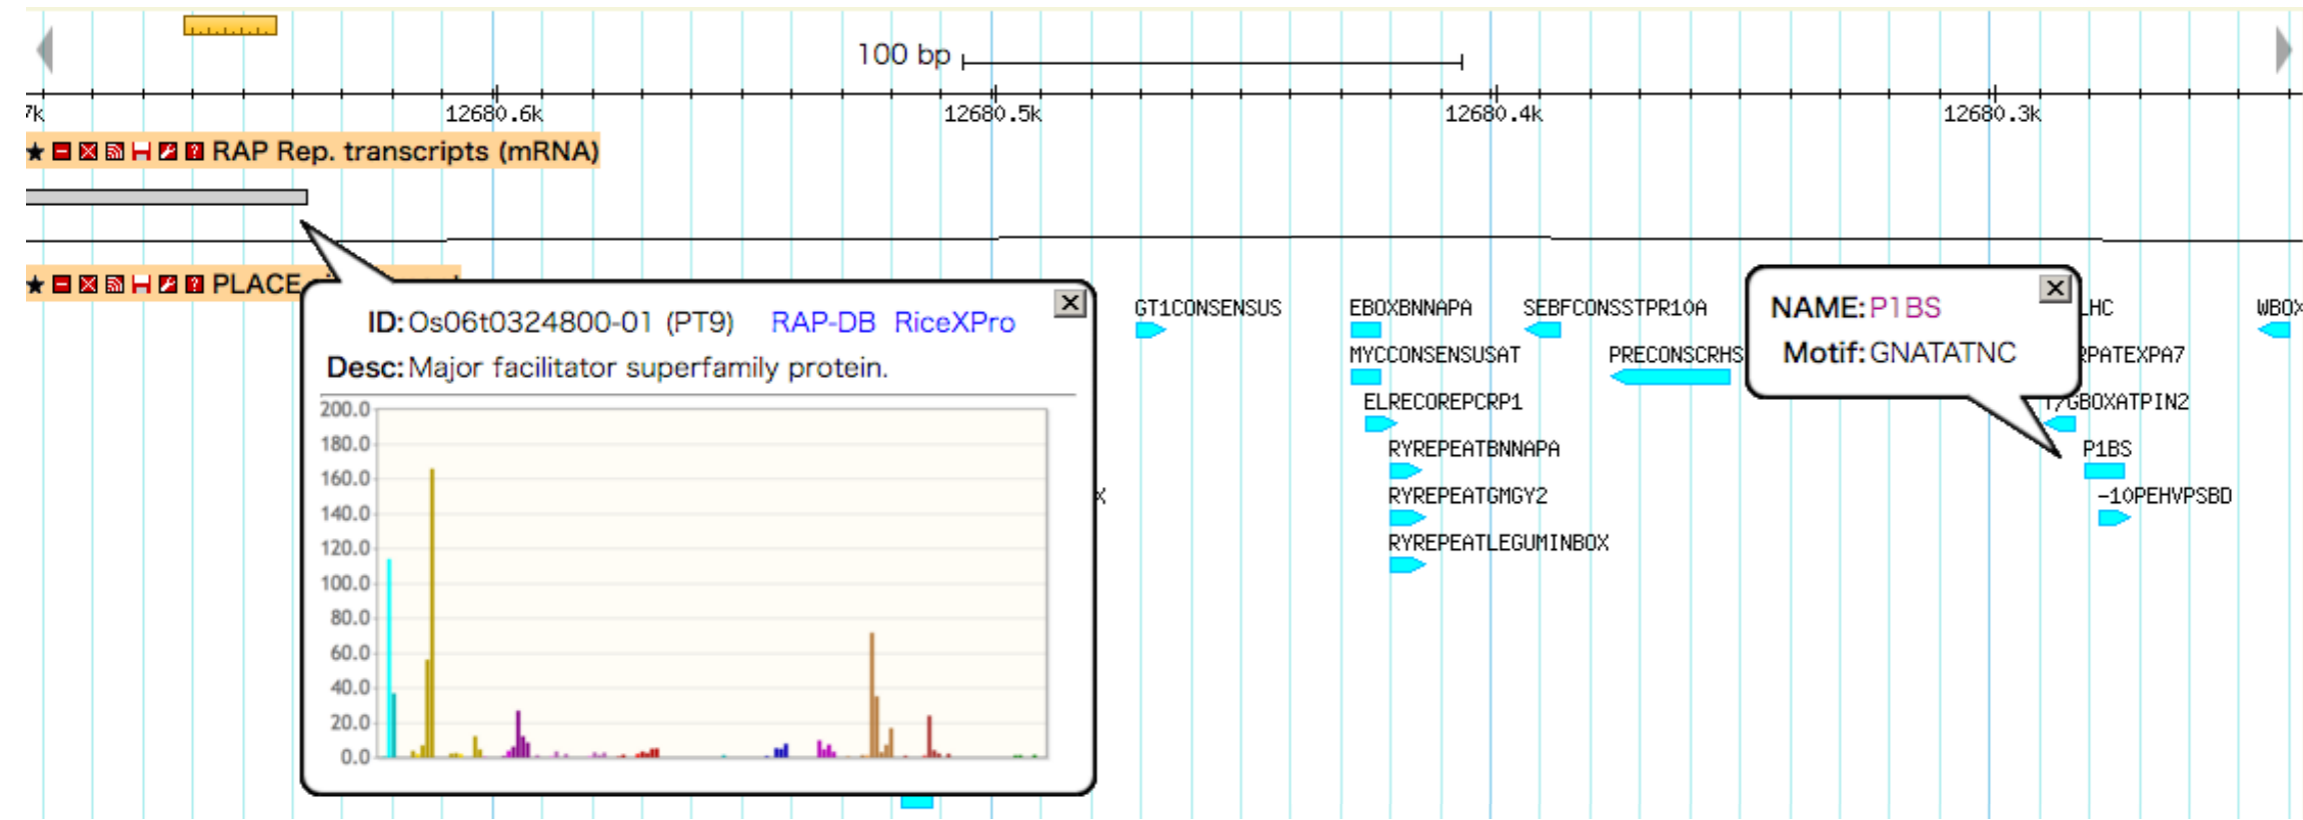 100 bp
7k 12680.6k 12680.5k 12680.4k 12680.3k
RAP Rep. transcripts (mRNA)
PLACE
ID:Os06t0324800-01 (PT9) RAP-DB RiceXPro
Desc:Major facilitator superfamily protein.
200.0
180.0
160.0
140.0
120.0
100.0
80.0
60.0
40.0
20.0
0.0
GT1CONSENSUS
EBOXBNNAPA
SEBFCONSSTPR10A
MYCCONSENSUSAT
PRECONSCRHS
ELRECOREPCRP1
RYREPEATBNNAPA
RYREPEATGMGY2
RYREPEATLEGUMINBOX
X
NAME:P1BS
Motif:GNATATNC
LHC
WBOX
RPATEXPA7
T/GBOXATPIN2
P1BS
-10PEHVPSBD